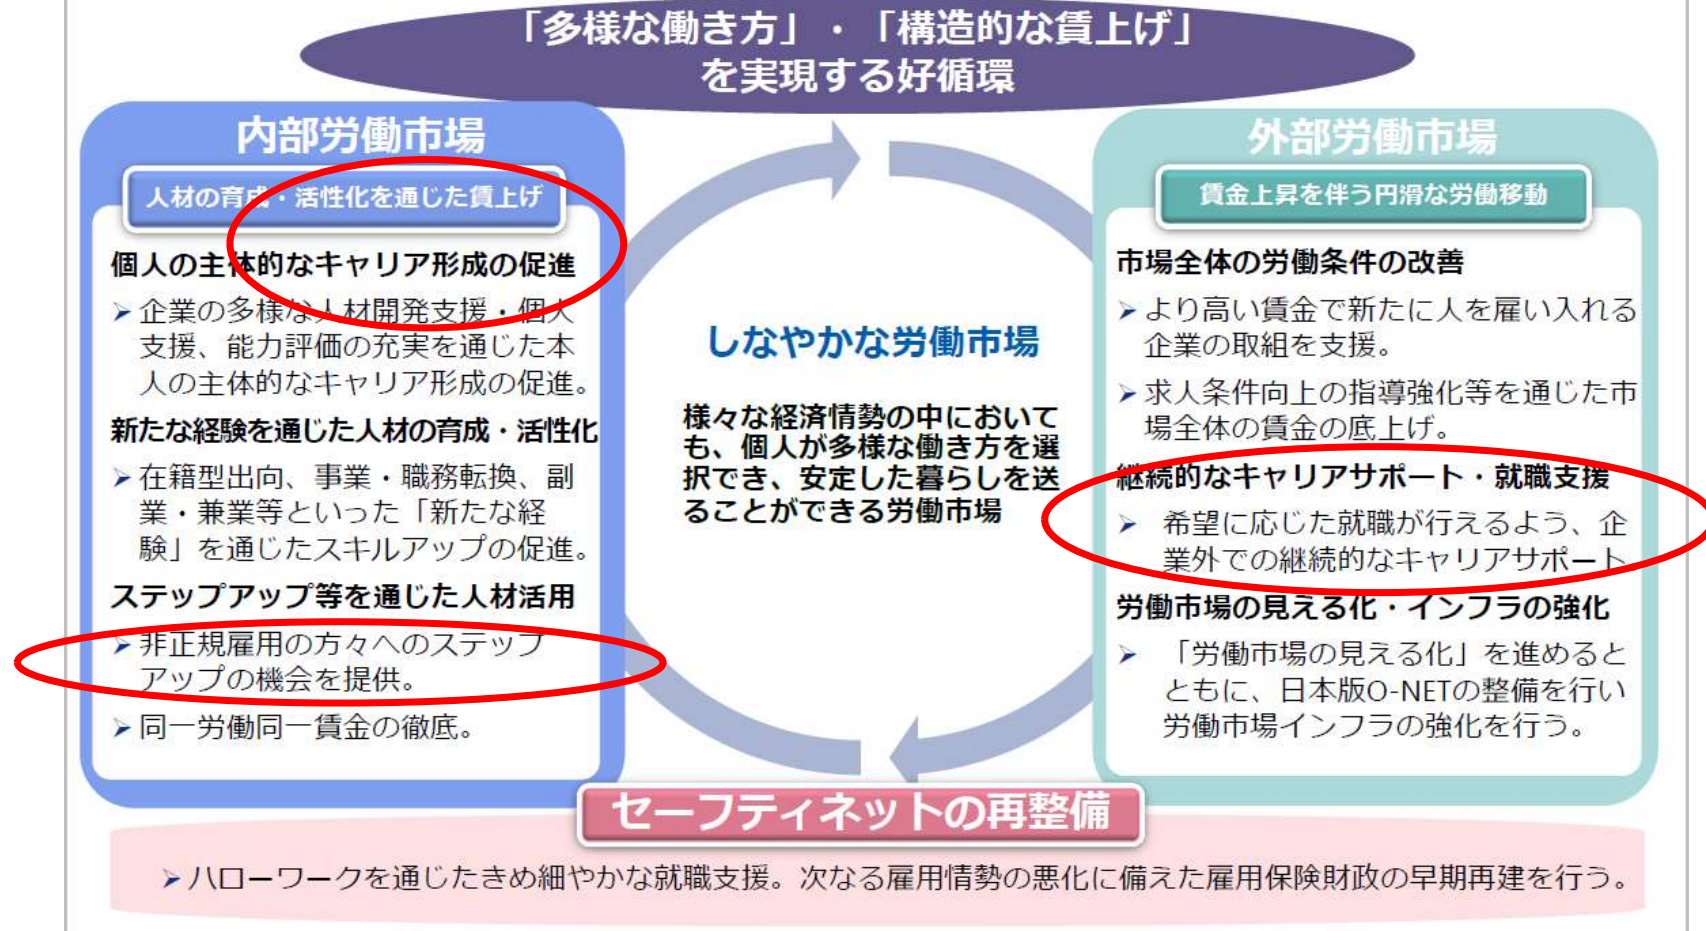 「多様な働き方」・「構造的な賃上げ」
を実現する好循環
内部労働市場
人材の育成・活性化を通じた賃上げ
個人の主体的なキャリア形成の促進
➢企業の多様な人材開発支援・個人
支援、能力評価の充実を通じた本
人の主体的なキャリア形成の促進。
新たな経験を通じた人材の育成・活性化
➢在籍型出向、事業・職務転換、副
業・兼業等といった「新たな経
験」を通じたスキルアップの促進。
ステップアップ等を通じた人材活用
➢非正規雇用の方々へのステップ
アップの機会を提供。
➢同一労働同一賃金の徹底。
しなやかな労働市場
様々な経済情勢の中において
も、個人が多様な働き方を選
択でき、安定した暮らしを送
ることができる労働市場
外部労働市場
賃金上昇を伴う円滑な労働移動
市場全体の労働条件の改善
➢より高い賃金で新たに人を雇い入れる
企業の取組を支援。
➢求人条件向上の指導強化等を通じた市
場全体の賃金の底上げ。
継続的なキャリアサポート・就職支援
➢ 希望に応じた就職が行えるよう、企
業外での継続的なキャリアサポート。
労働市場の見える化・インフラの強化
➢ 「労働市場の見える化」を進めると
ともに、日本版O-NETの整備を行い
労働市場インフラの強化を行う。
セーフティネットの再整備
➢ハローワークを通じたきめ細やかな就職支援。次なる雇用情勢の悪化に備えた雇用保険財政の早期再建を行う。